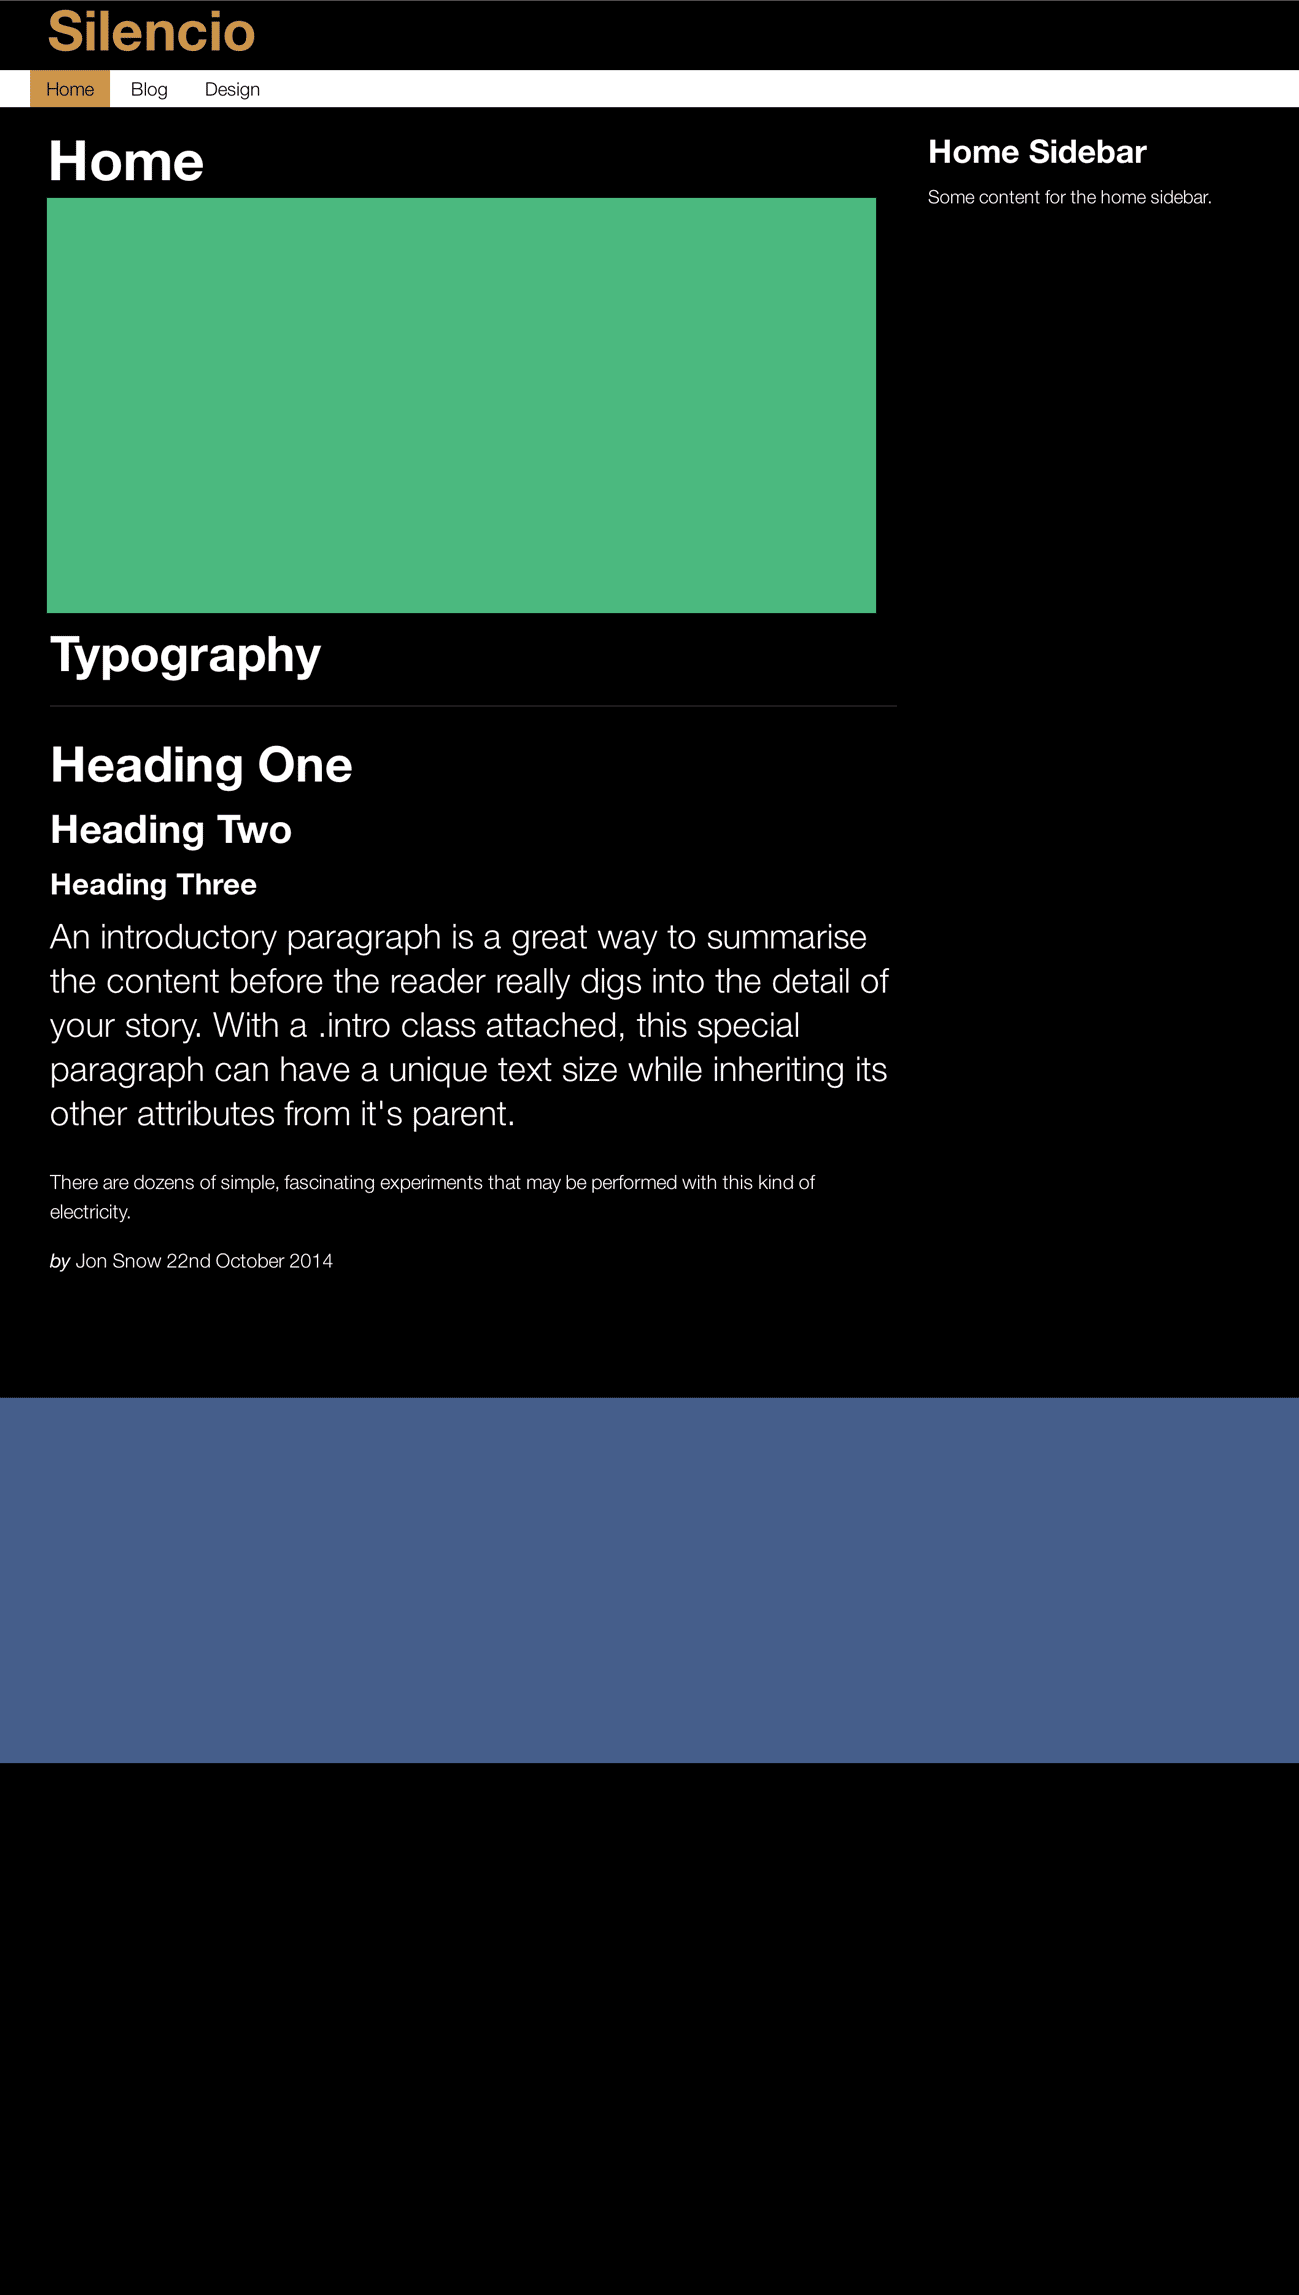 Silencio
Home
Blog
Design
Home
Typography
Heading One
Heading Two
Heading Three
An introductory paragraph is a great way to summarise
the content before the reader really digs into the detail of
your story. With a .intro class attached, this special
paragraph can have a unique text size while inheriting its
other attributes from it's parent.
There are dozens of simple, fascinating experiments that may be performed with this kind of
electricity.
by Jon Snow 22nd October 2014
Home Sidebar
Some content for the home sidebar.